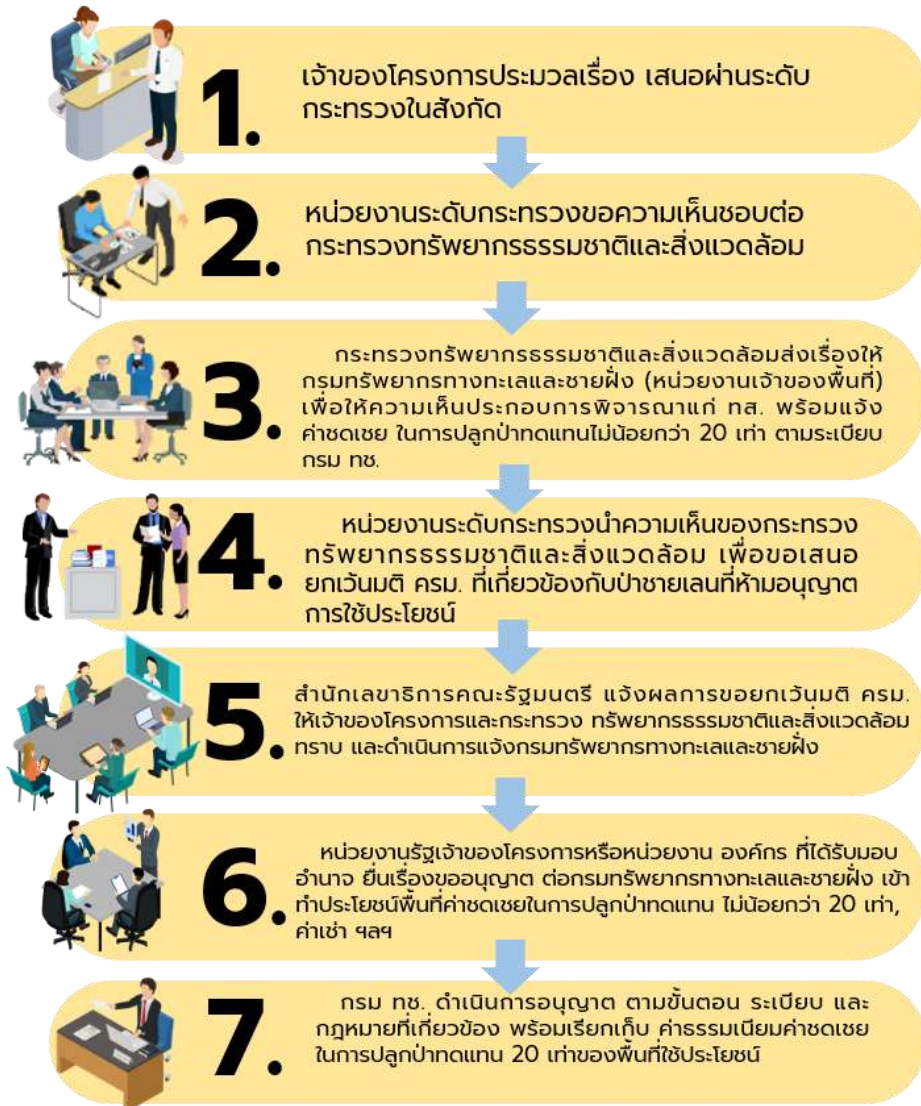 1.
เจ้าของโครงการประมวลเรื่อง เสนอผ่านระดับ
กระทรวงในสังกัด
2.
หน่วยงานระดับกระทรวงขอความเห็นชอบต่อ
กระทรวงทรัพยากรธรรมชาติและสิ่งแวดล้อม
3.
กระทรวงทรัพยากรธรรมชาติและสิ่งแวดล้อมส่งเรื่องให้
กรมทรัพยากรทางทะเลและชายฝั่ง (หน่วยงานเจ้าของพื้นที่)
เพื่อให้ความเห็นประกอบการพิจารณาแก่ ทส. พร้อมแจ้ง
ค่าชดเชย ในการปลูกป่าทดแทนไม่น้อยกว่า 20 เท่า ตามระเบียบ
กรม ทช.
4.
หน่วยงานระดับกระทรวงนำความเห็นของกระทรวง
ทรัพยากรธรรมชาติและสิ่งแวดล้อม เพื่อขอเสนอ
ยกเว้นมติ ครม. ที่เกี่ยวข้องกับป่าชายเลนที่ห้ามอนุญาต
การใช้ประโยชน์
5.
สำนักเลขาธิการคณะรัฐมนตรี แจ้งผลการขอยกเว้นมติ ครม.
ให้เจ้าของโครงการและกระทรวง ทรัพยากรธรรมชาติและสิ่งแวดล้อม
ทราบ และดำเนินการแจ้งกรมทรัพยากรทางทะเลและชายฝั่ง
6.
หน่วยงานรัฐเจ้าของโครงการหรือหน่วยงาน องค์กร ที่ได้รับมอบ
อำนาจ ยื่นเรื่องขออนุญาต ต่อกรมทรัพยากรทางทะเลและชายฝั่ง เข้า
ทำประโยชน์พื้นที่ค่าชดเชยในการปลูกป่าทดแทน ไม่น้อยกว่า 20 เท่า,
ค่าเช่า ฯลฯ
7.
กรม ทช. ดำเนินการอนุญาต ตามขั้นตอน ระเบียบ และ
กฎหมายที่เกี่ยวข้อง พร้อมเรียกเก็บ ค่าธรรมเนียมค่าชดเชย
ในการปลูกป่าทดแทน 20 เท่าของพื้นที่ใช้ประโยชน์